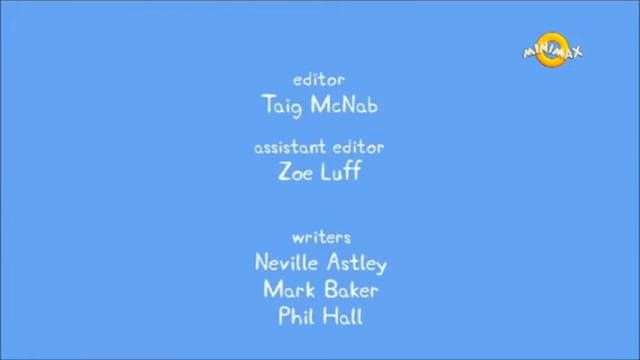 MINIMAX
editor
Taig McNab
assistant editor
Zoe Luff
writers
Neville Astley
Mark Baker
Phil Hall